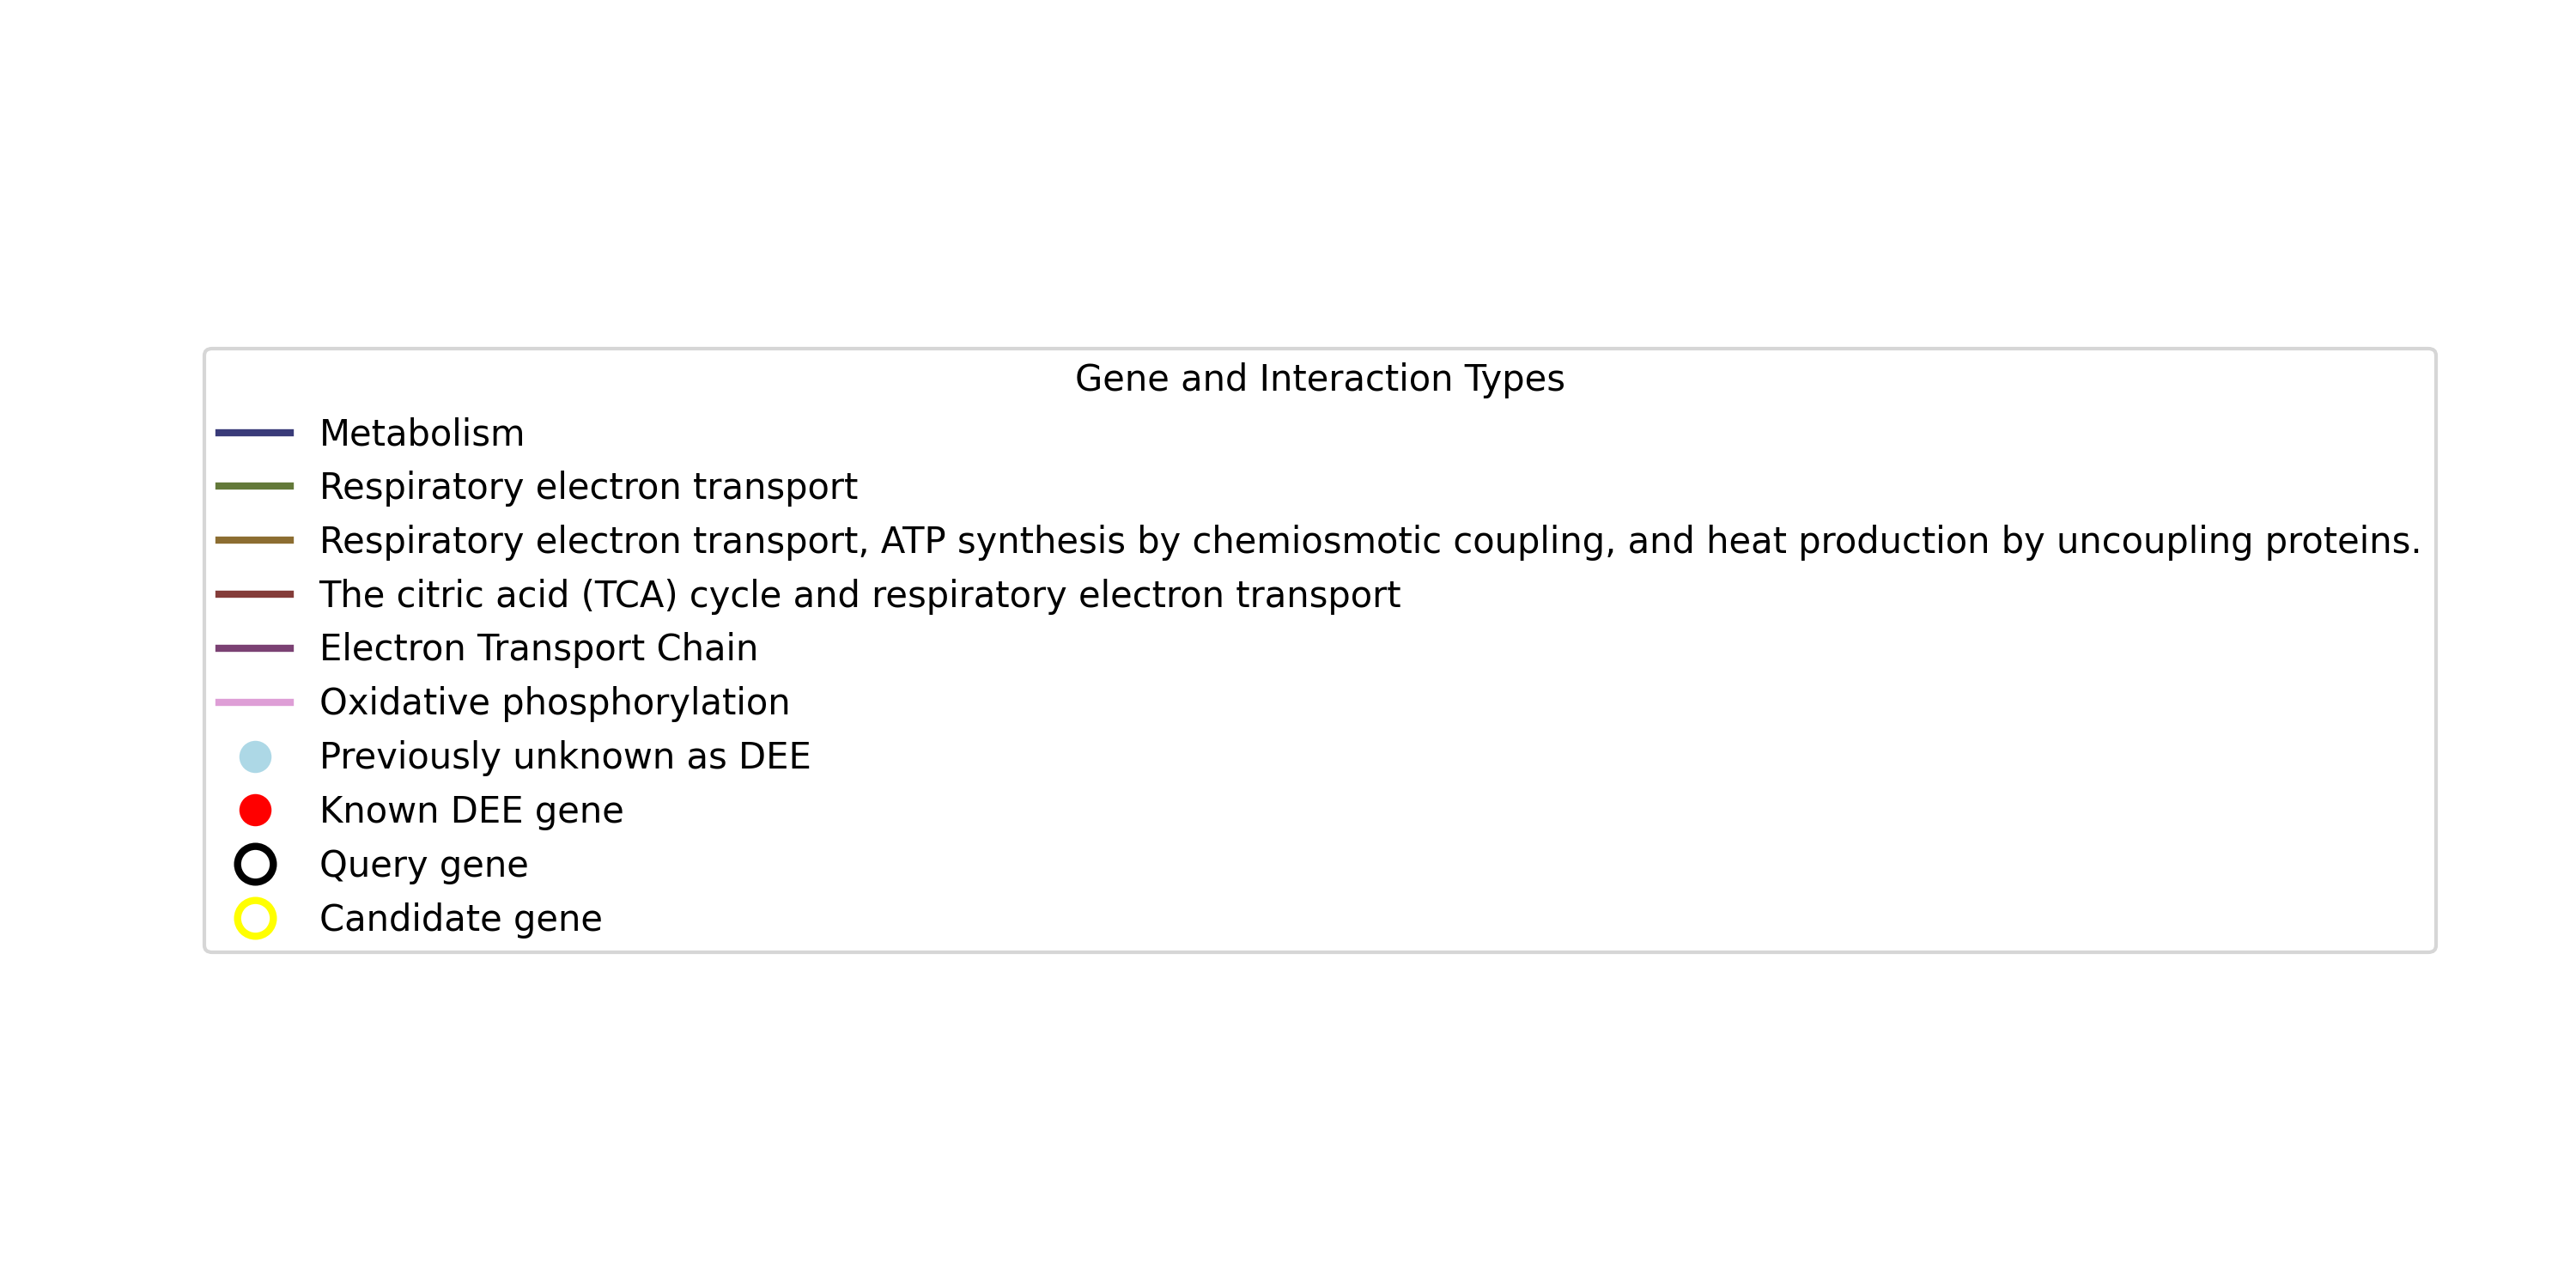 Gene and Interaction Types
Metabolism
Respiratory electron transport
Respiratory electron transport, ATP synthesis by chemiosmotic coupling, and heat production by uncoupling proteins.
The citric acid (TCA) cycle and respiratory electron transport
Electron Transport Chain
Oxidative phosphorylation
Previously unknown as DEE
Known DEE gene
Query gene
Candidate gene